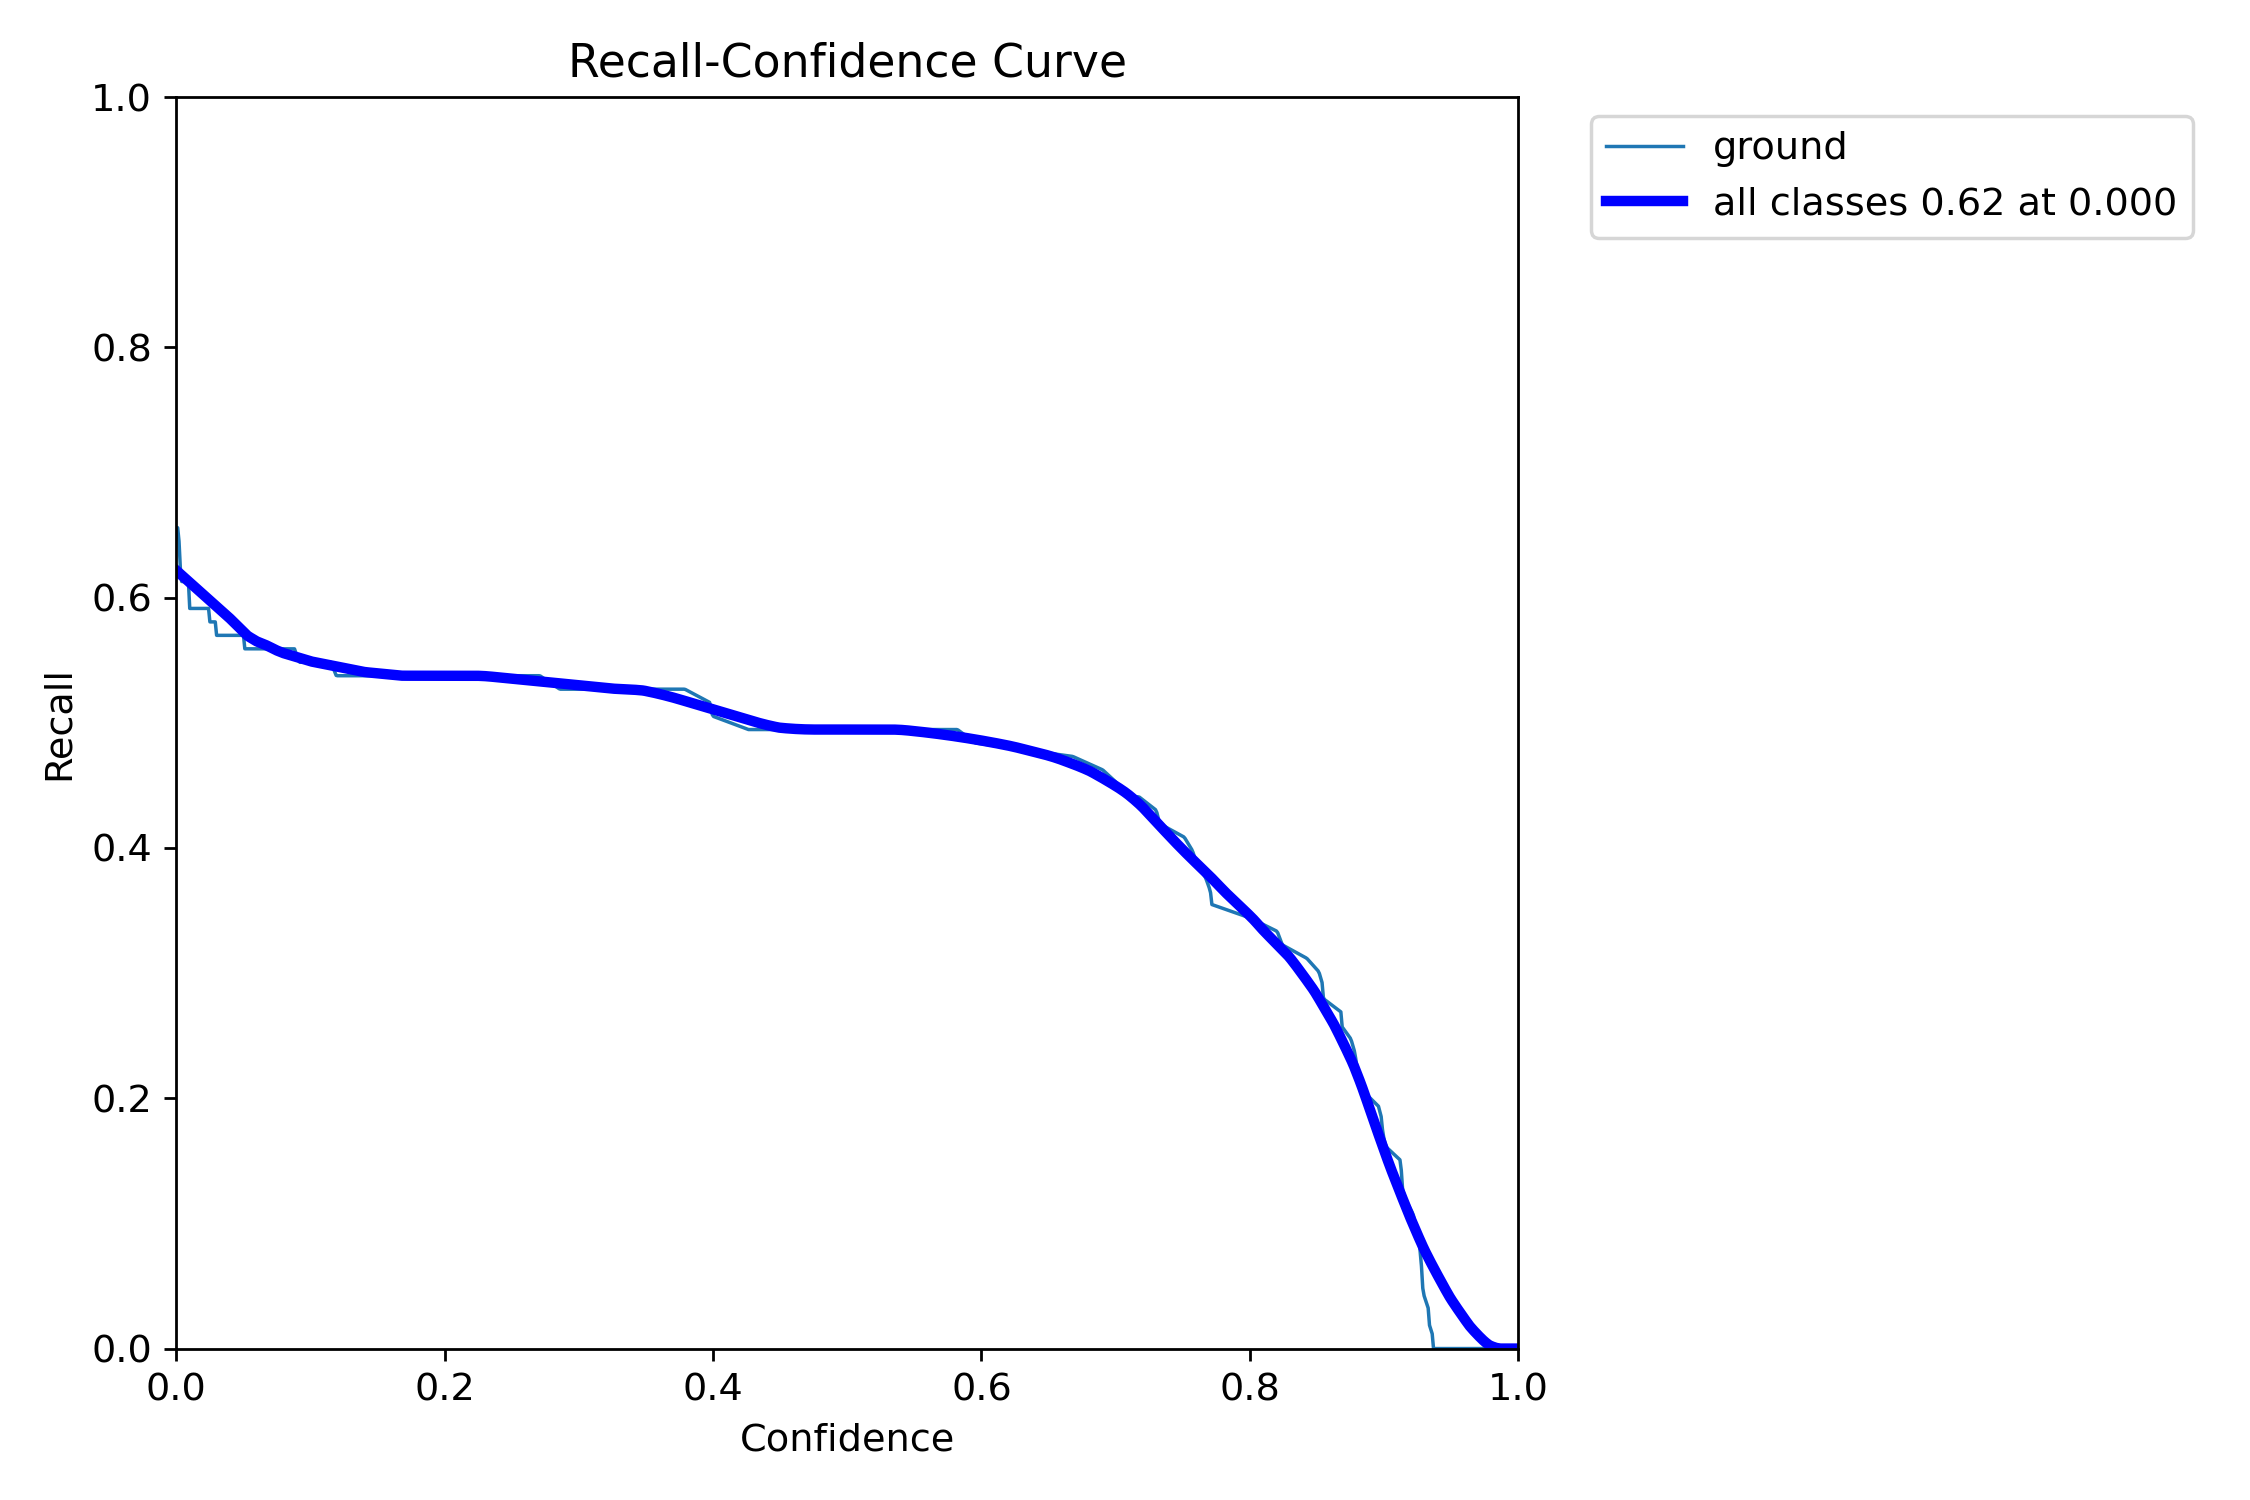 Recall-Confidence Curve
1.0
0.8
0.6
0.4
0.2
0.0
Recall
0.0 0.2 0.4 0.6 0.8 1.0
Confidence
ground
all classes 0.62 at 0.000